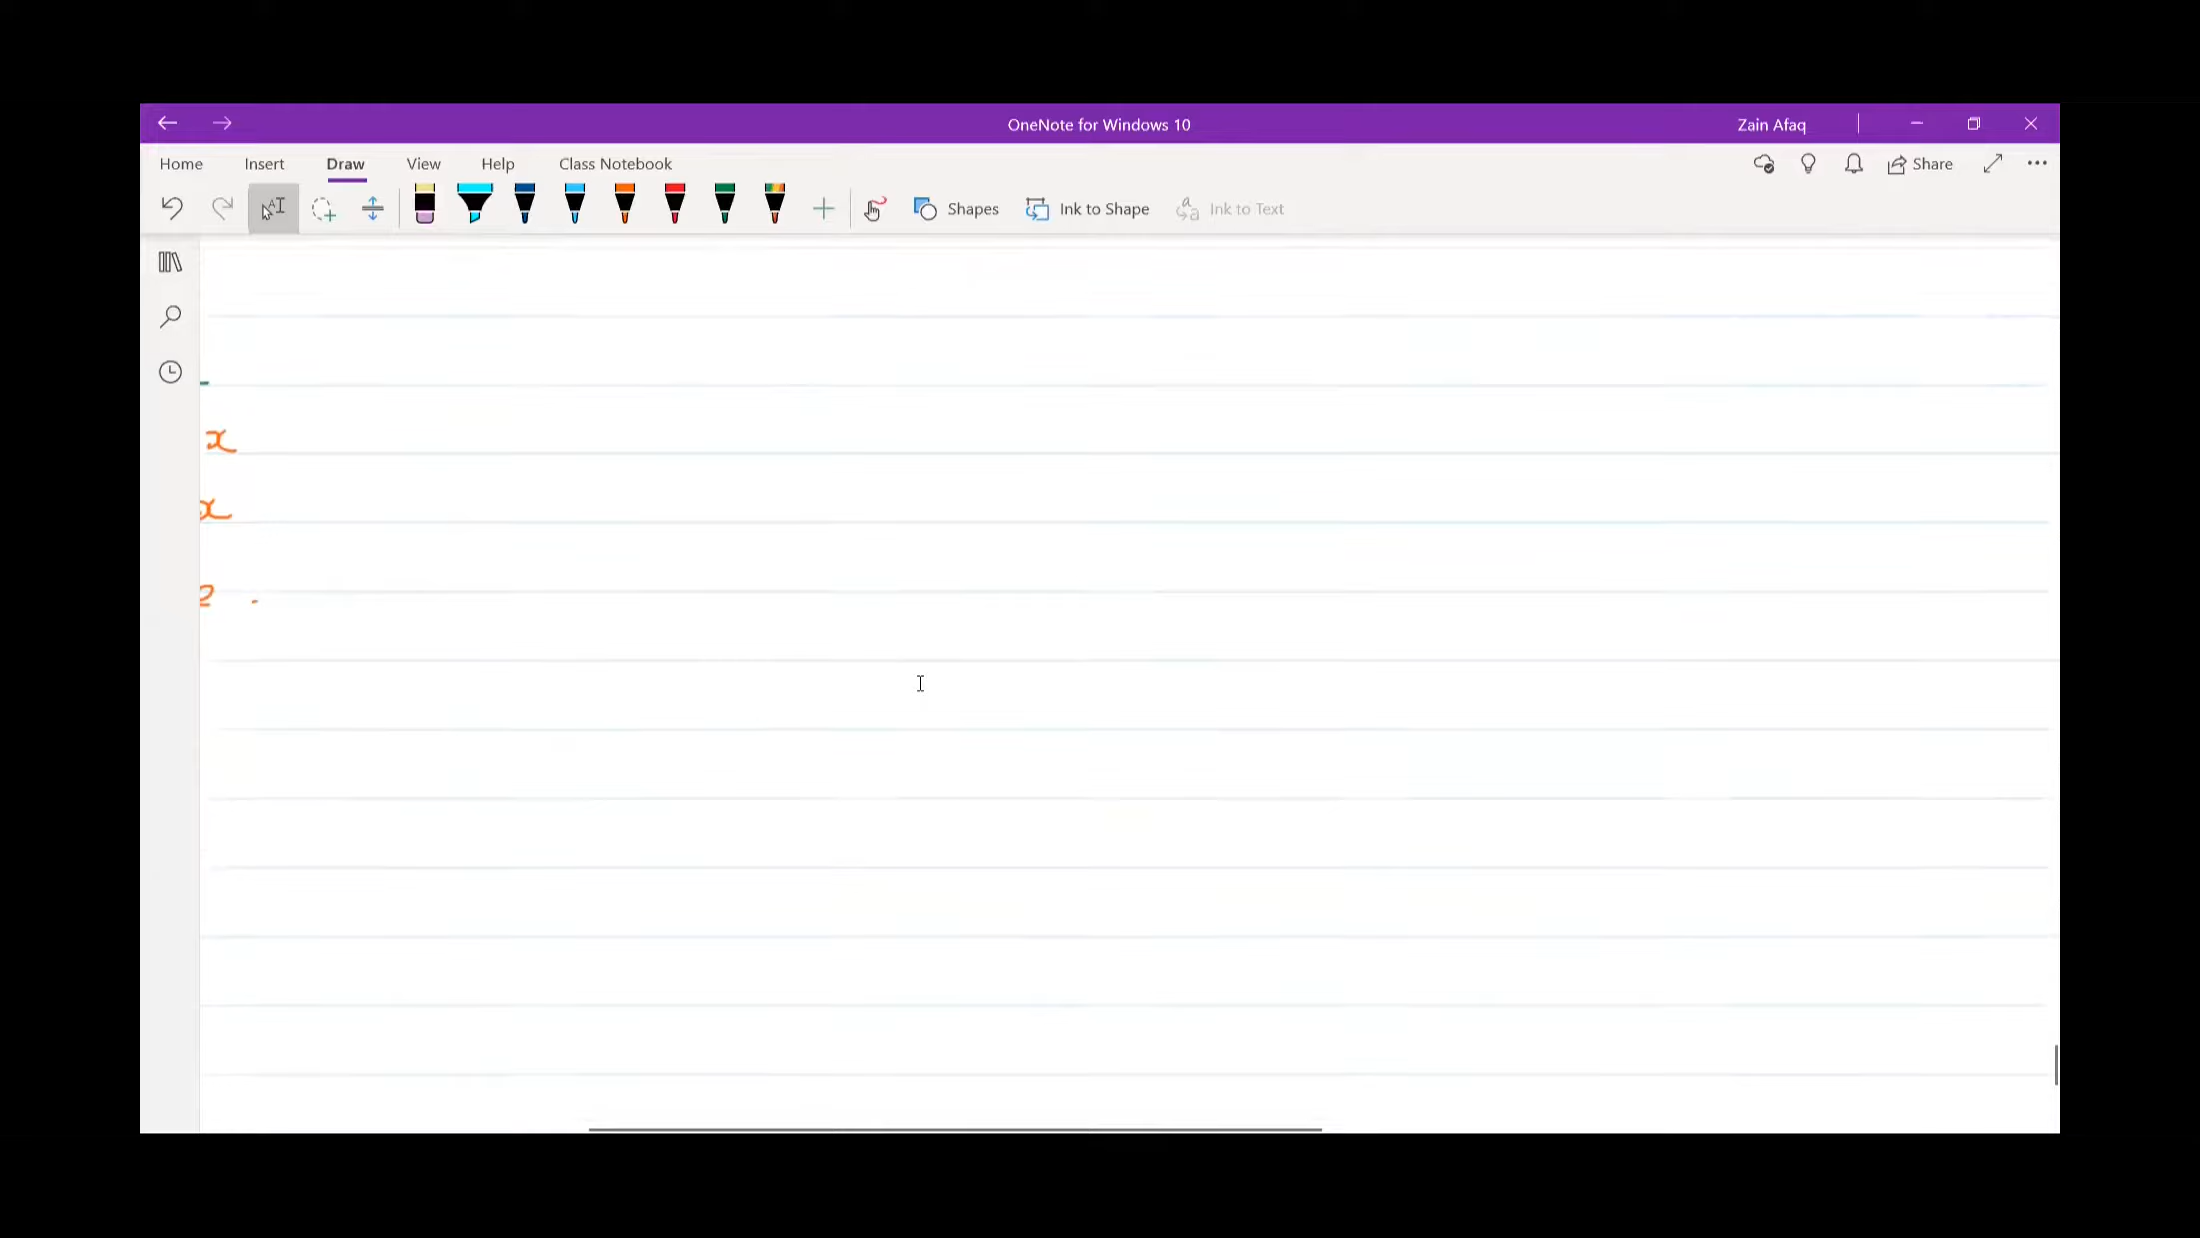 OneNote for Windows 10
Zain Afaq
Home Insert Draw View Help Class Notebook
Share
Shapes
Ink to Shape
Ink to Text
x
x